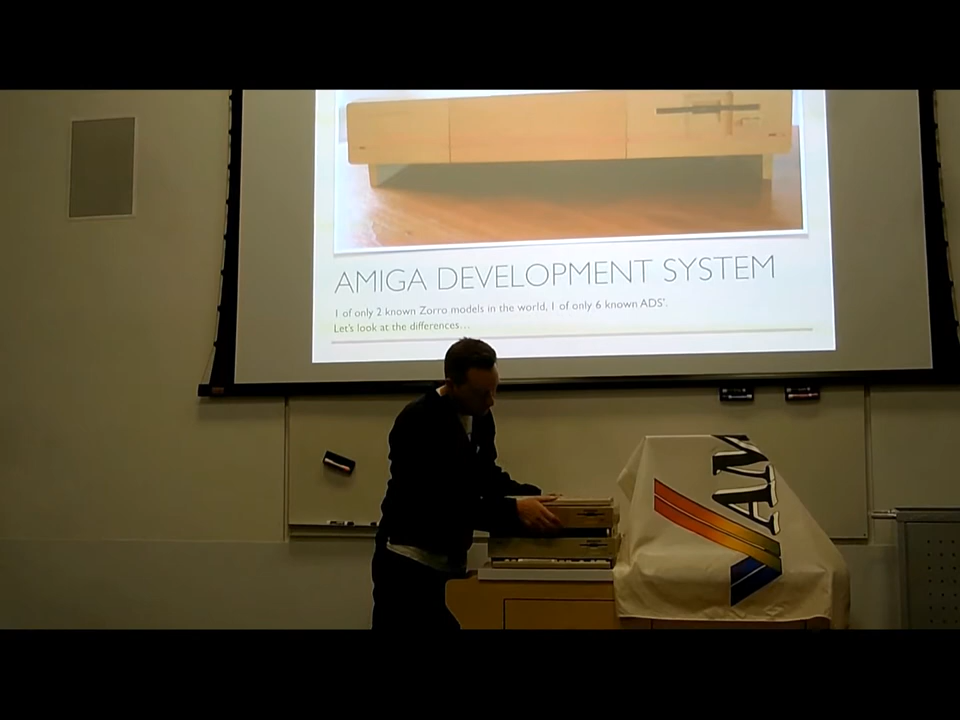 AMIGA DEVELOPMENT SYSTEM
1 of only 2 known Zorro models in the world, 1 of only 6 known ADS'.
Let's look at the differences...
AM